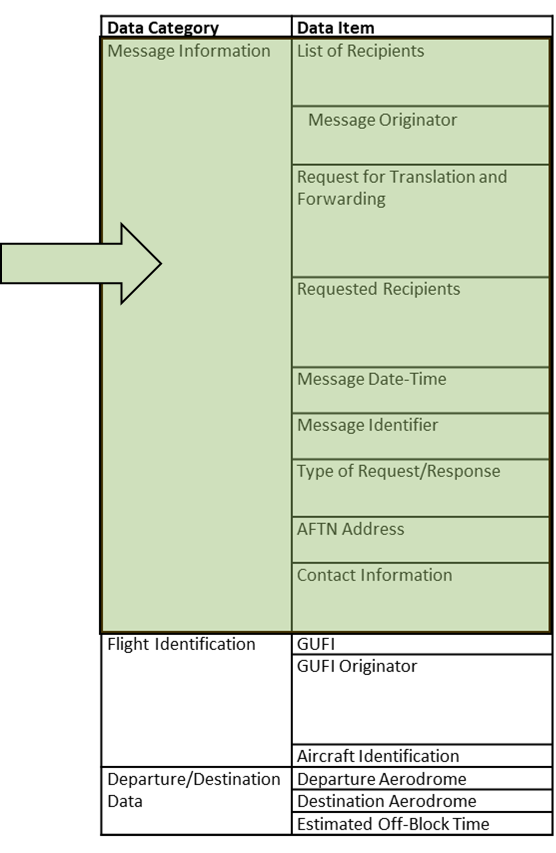 Data Category Data Item
Message Information List of Recipients
Message Originator
Request for Translation and
Forwarding
Requested Recipients
Message Date-Time
Message Identifier
Type of Request/Response
AFTN Address
Contact Information
Flight Identification GUFI
GUFI Originator
Aircraft Identification
Departure/Destination Departure Aerodrome
Data Destination Aerodrome
Estimated Off-Block Time